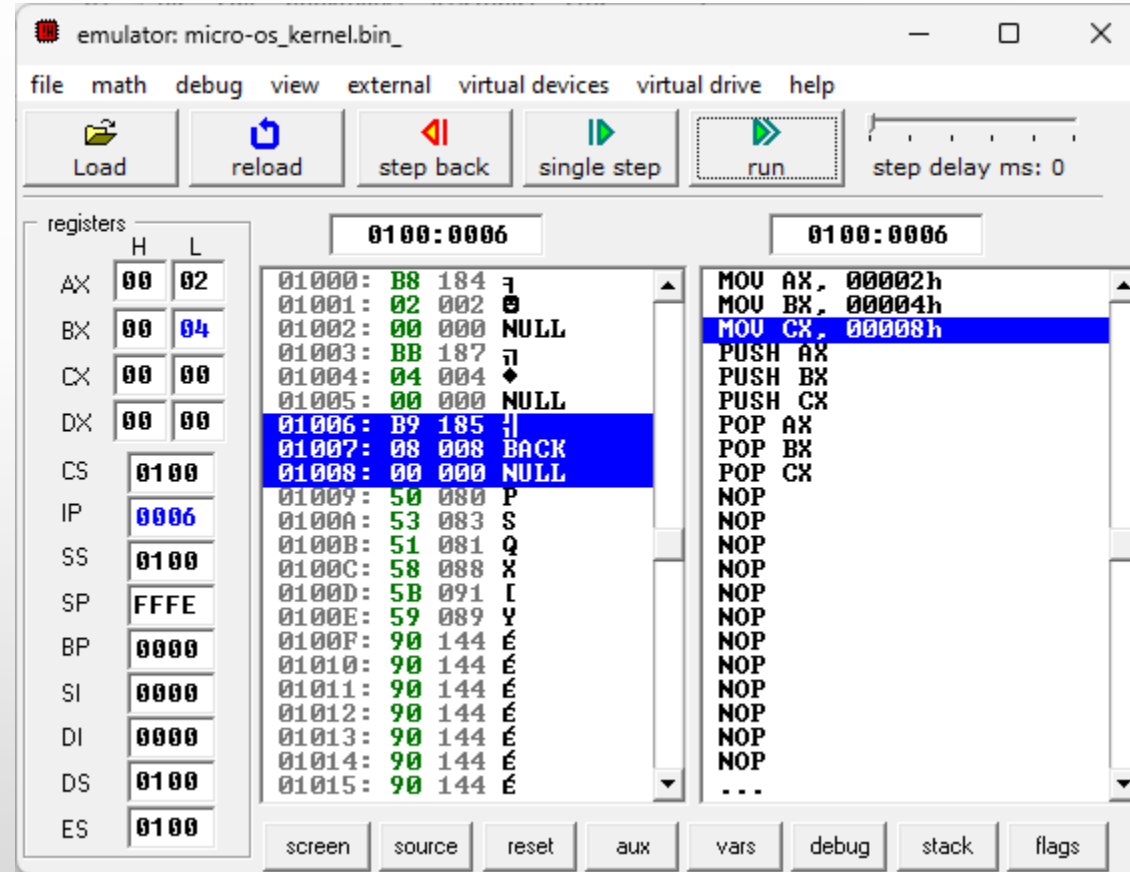 emulator: micro-os_kernel.bin_
file math debug view external virtual devices virtual drive help
Load reload step back single step run step delay ms: 0
registers
H L
AX 00 02
BX 00 04
CX 00 00
DX 00 00
CS 0100
IP 0006
SS 0100
SP FFFE
BP 0000
SI 0000
DI 0000
DS 0100
ES 0100
0100:0006
01000: B8 184 ╕
01001: 02 002 ☻
01002: 00 000 NULL
01003: BB 187 ╗
01004: 04 004 ♦
01005: 00 000 NULL
01006: B9 185 ╣
01007: 08 008 BACK
01008: 00 000 NULL
01009: 50 080 P
0100A: 53 083 S
0100B: 51 081 Q
0100C: 58 088 X
0100D: 5B 091 [
0100E: 59 089 Y
0100F: 90 144 É
01010: 90 144 É
01011: 90 144 É
01012: 90 144 É
01013: 90 144 É
01014: 90 144 É
01015: 90 144 É
0100:0006
MOV AX, 00002h
MOV BX, 00004h
MOV CX, 00008h
PUSH AX
PUSH BX
PUSH CX
POP AX
POP BX
POP CX
NOP
NOP
NOP
NOP
NOP
NOP
NOP
NOP
NOP
NOP
NOP
NOP
...
screen source reset aux vars debug stack flags